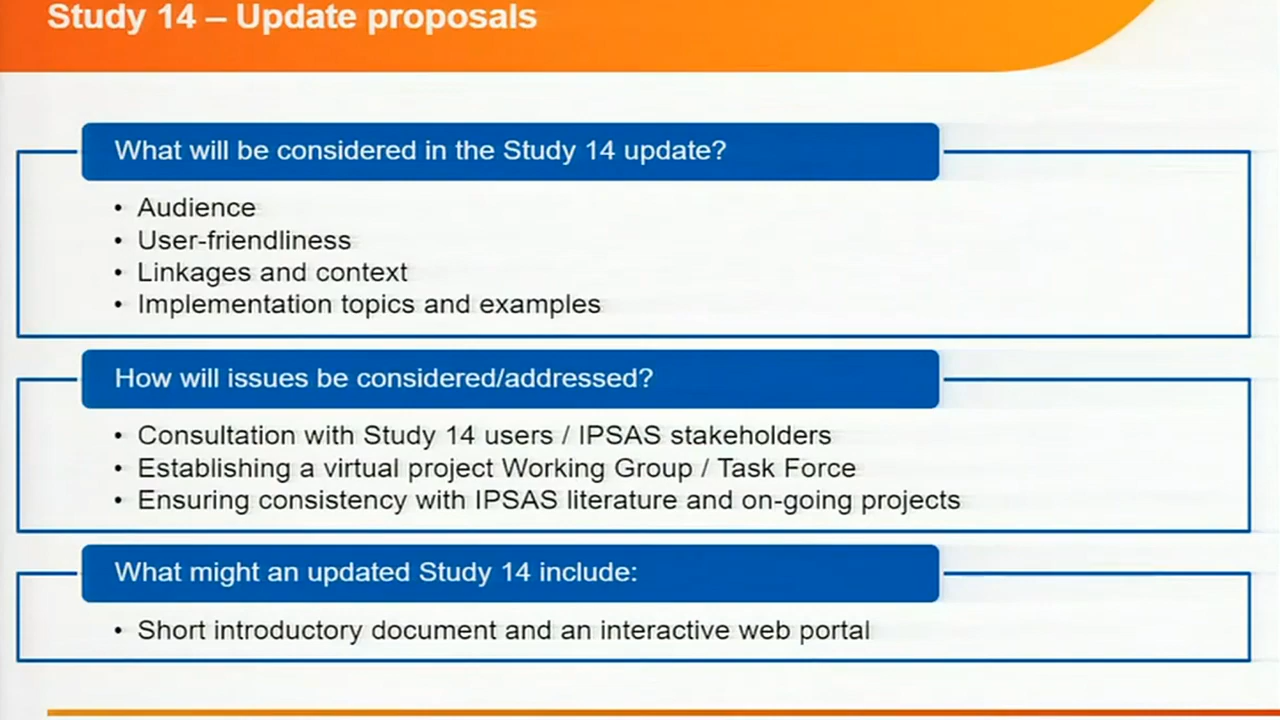 Study 14 – Update proposals
What will be considered in the Study 14 update?
• Audience
• User-friendliness
• Linkages and context
• Implementation topics and examples
How will issues be considered/addressed?
• Consultation with Study 14 users / IPSAS stakeholders
• Establishing a virtual project Working Group / Task Force
• Ensuring consistency with IPSAS literature and on-going projects
What might an updated Study 14 include:
• Short introductory document and an interactive web portal